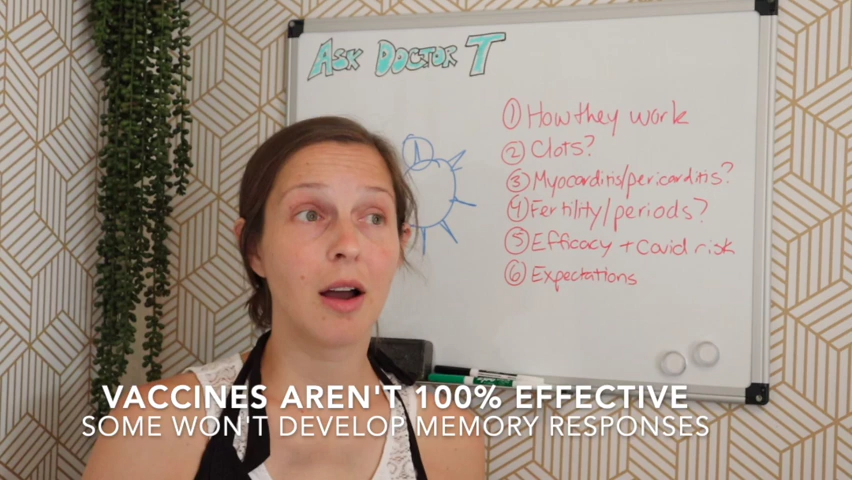 ASK DOCTOR T
① How they work
② Clots?
③ Myocarditis/pericarditis?
④ Fertility/periods?
⑤ Efficacy + Covid risk
⑥ Expectations
VACCINES AREN'T 100% EFFECTIVE
SOME WON'T DEVELOP MEMORY RESPONSES